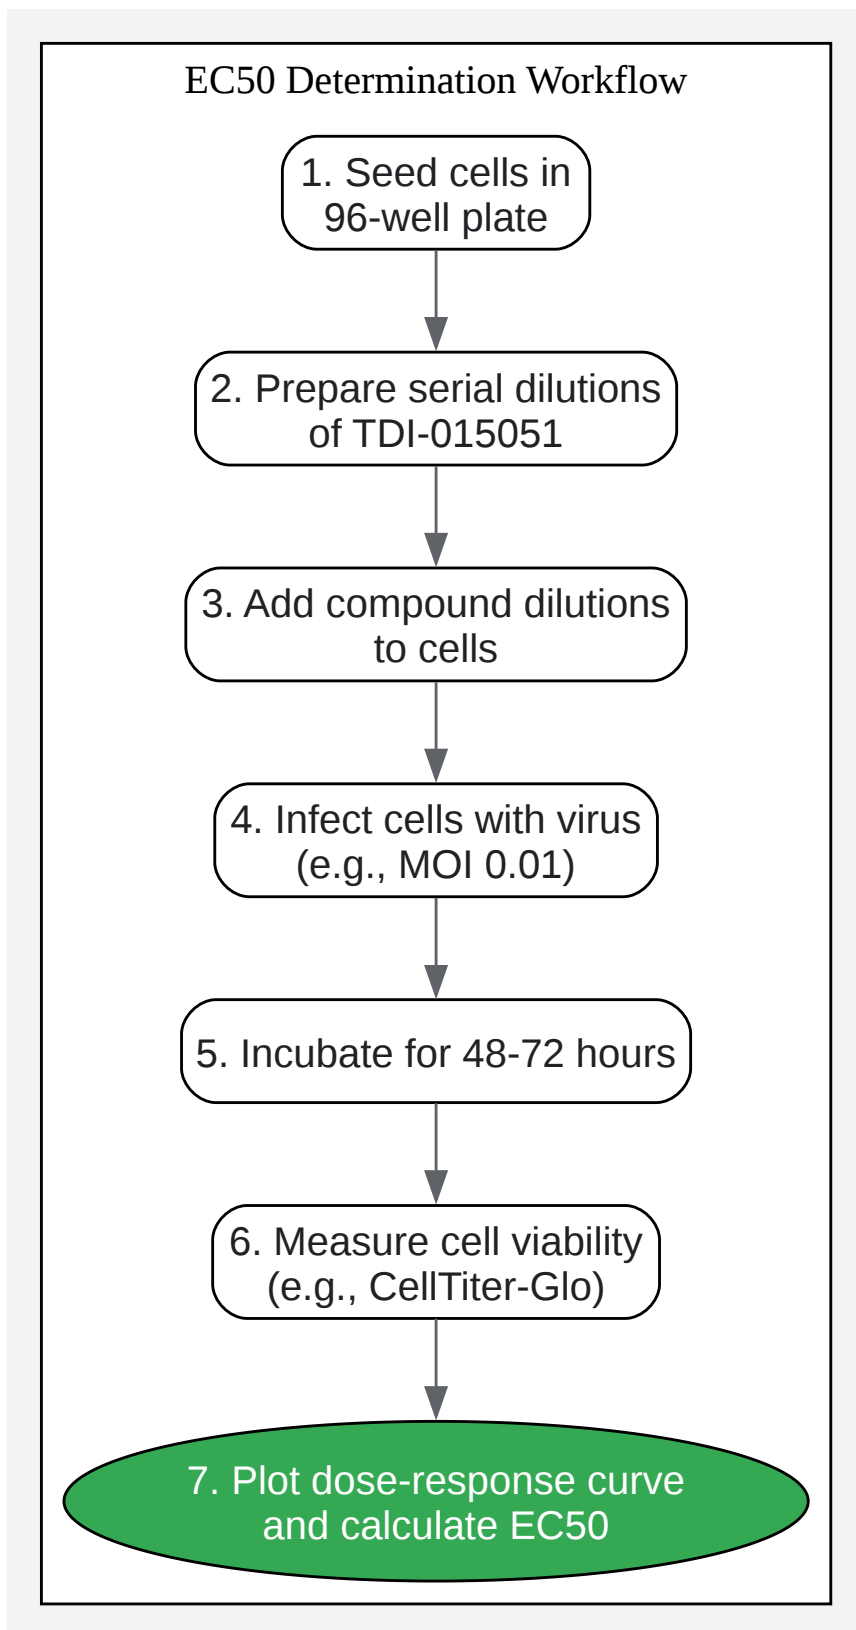 EC50 Determination Workflow
1. Seed cells in
96-well plate
2. Prepare serial dilutions
of TDI-015051
3. Add compound dilutions
to cells
4. Infect cells with virus
(e.g., MOI 0.01)
5. Incubate for 48-72 hours
6. Measure cell viability
(e.g., CellTiter-Glo)
7. Plot dose-response curve
and calculate EC50